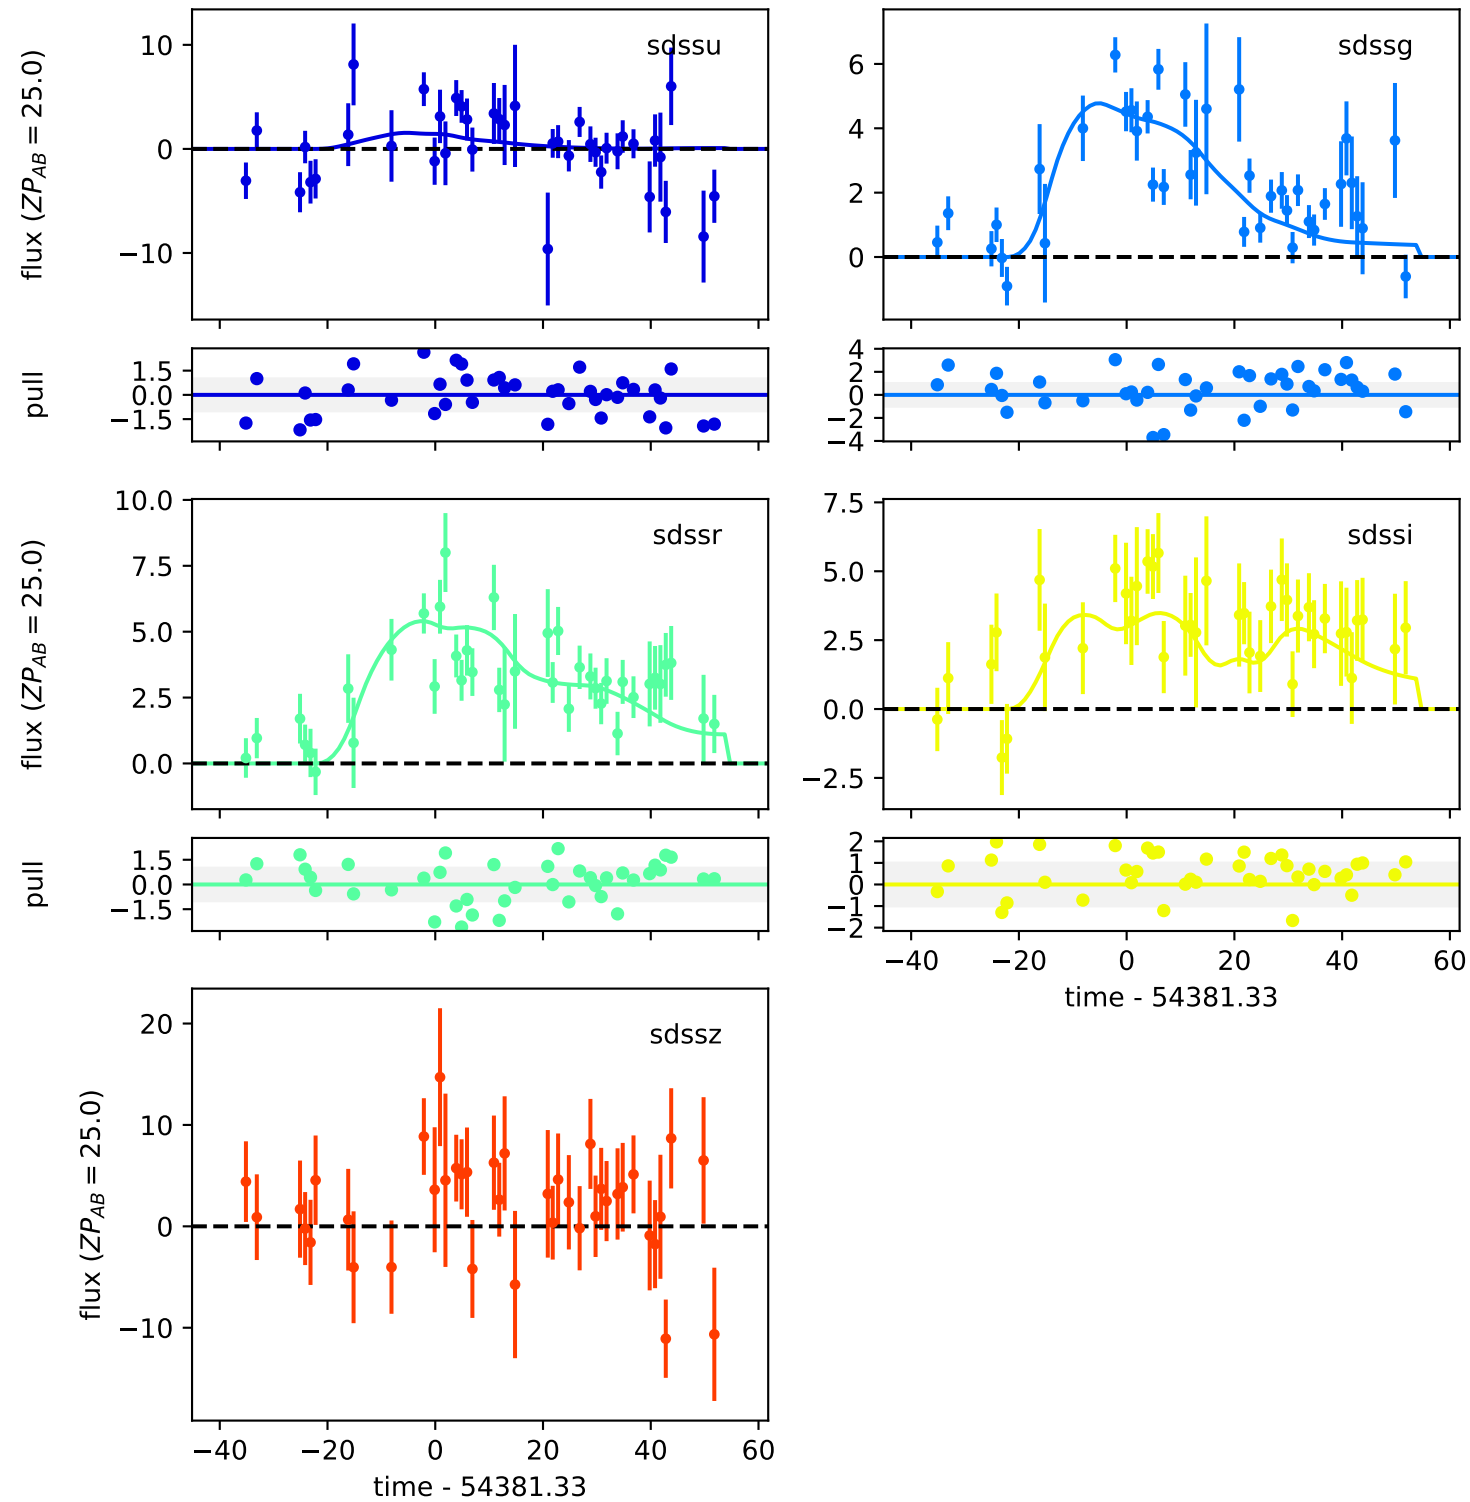 flux (ZP_AB = 25.0)
10
0
−10
sdssu
6
4
2
0
sdssg
pull
1.5
0.0
−1.5
4
2
0
−2
−4
flux (ZP_AB = 25.0)
10.0
7.5
5.0
2.5
0.0
sdssr
7.5
5.0
2.5
0.0
−2.5
sdssi
pull
1.5
0.0
−1.5
2
1
0
−1
−2
−40 −20 0 20 40 60
time - 54381.33
flux (ZP_AB = 25.0)
20
10
0
−10
sdssz
−40 −20 0 20 40 60
time - 54381.33